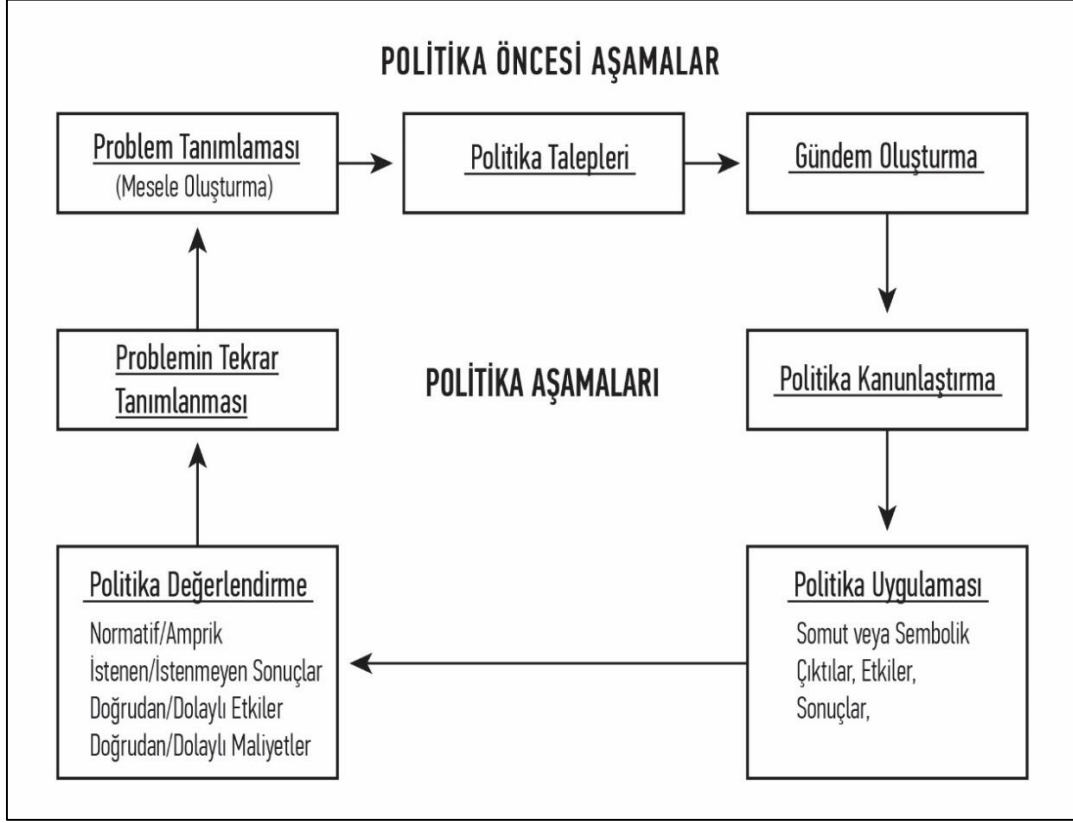 POLİTİKA ÖNCESİ AŞAMALAR
Problem Tanımlaması
(Mesele Oluşturma)
Politika Talepleri
Gündem Oluşturma
Problemin Tekrar
Tanımlanması
POLİTİKA AŞAMALARI
Politika Kanunlaştırma
Politika Değerlendirme
Normatif/Amprik
İstenen/İstenmeyen Sonuçlar
Doğrudan/Dolaylı Etkiler
Doğrudan/Dolaylı Maliyetler
Politika Uygulaması
Somut veya Sembolik
Çıktılar, Etkiler,
Sonuçlar,